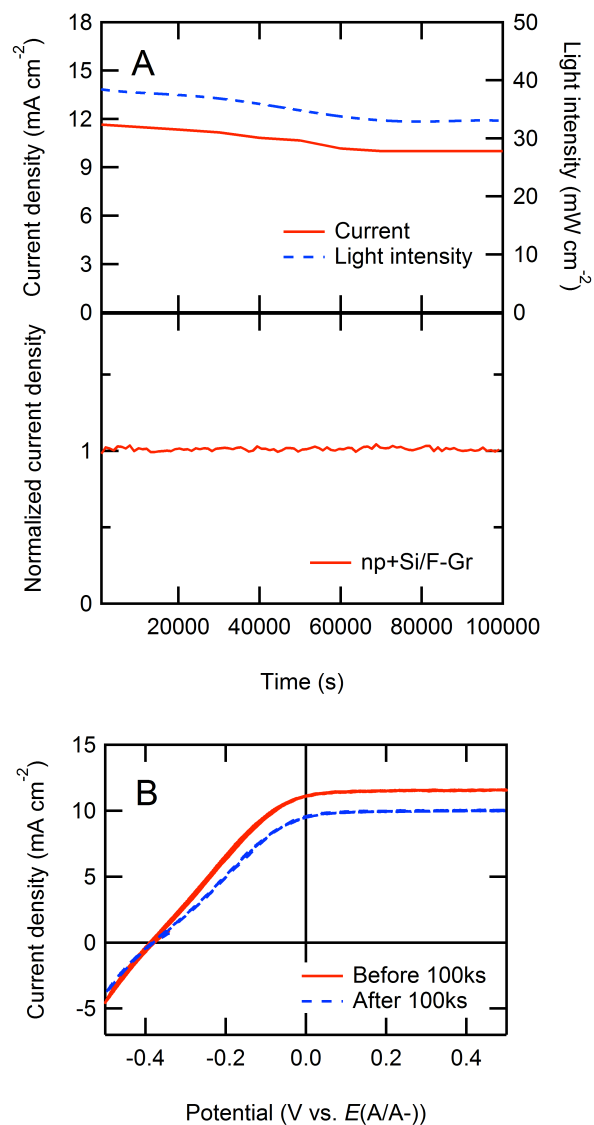 A
18
15
12
9
6
3
0
Current density (mA cm-2)
50
40
30
20
10
0
Light intensity (mW cm-2)
Current
Light intensity
1
0
Normalized current density
np+Si/F-Gr
20000 40000 60000 80000 100000
Time (s)
B
15
10
5
0
-5
Current density (mA cm-2)
Before 100ks
After 100ks
-0.4 -0.2 0.0 0.2 0.4
Potential (V vs. E(A/A-))